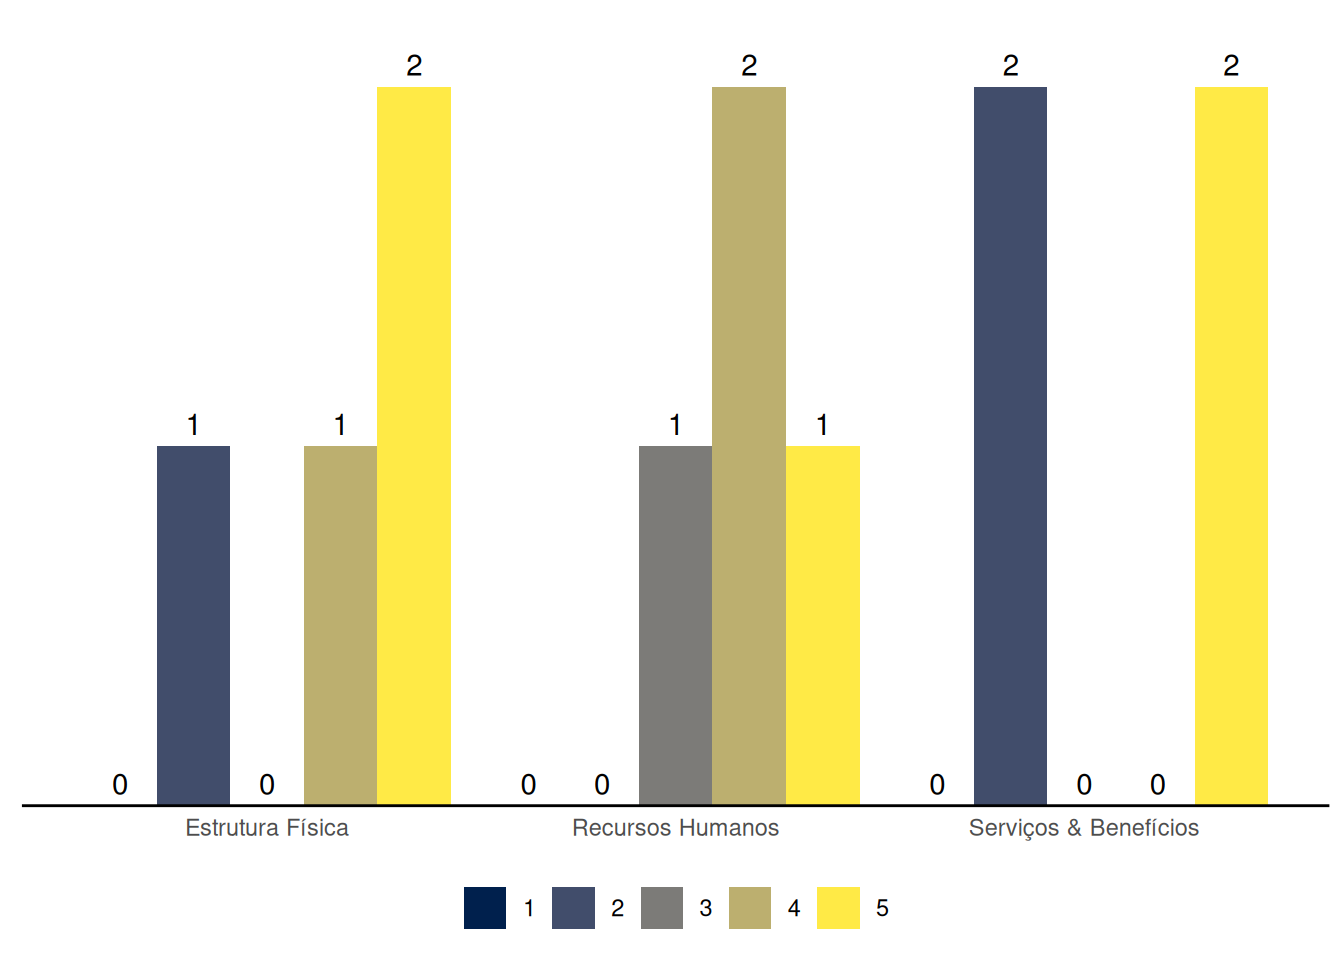 2 2 2 2
1 1 1 1
0 0 0 0 0 0 0
Estrutura Física Recursos Humanos Serviços & Benefícios
1 2 3 4 5